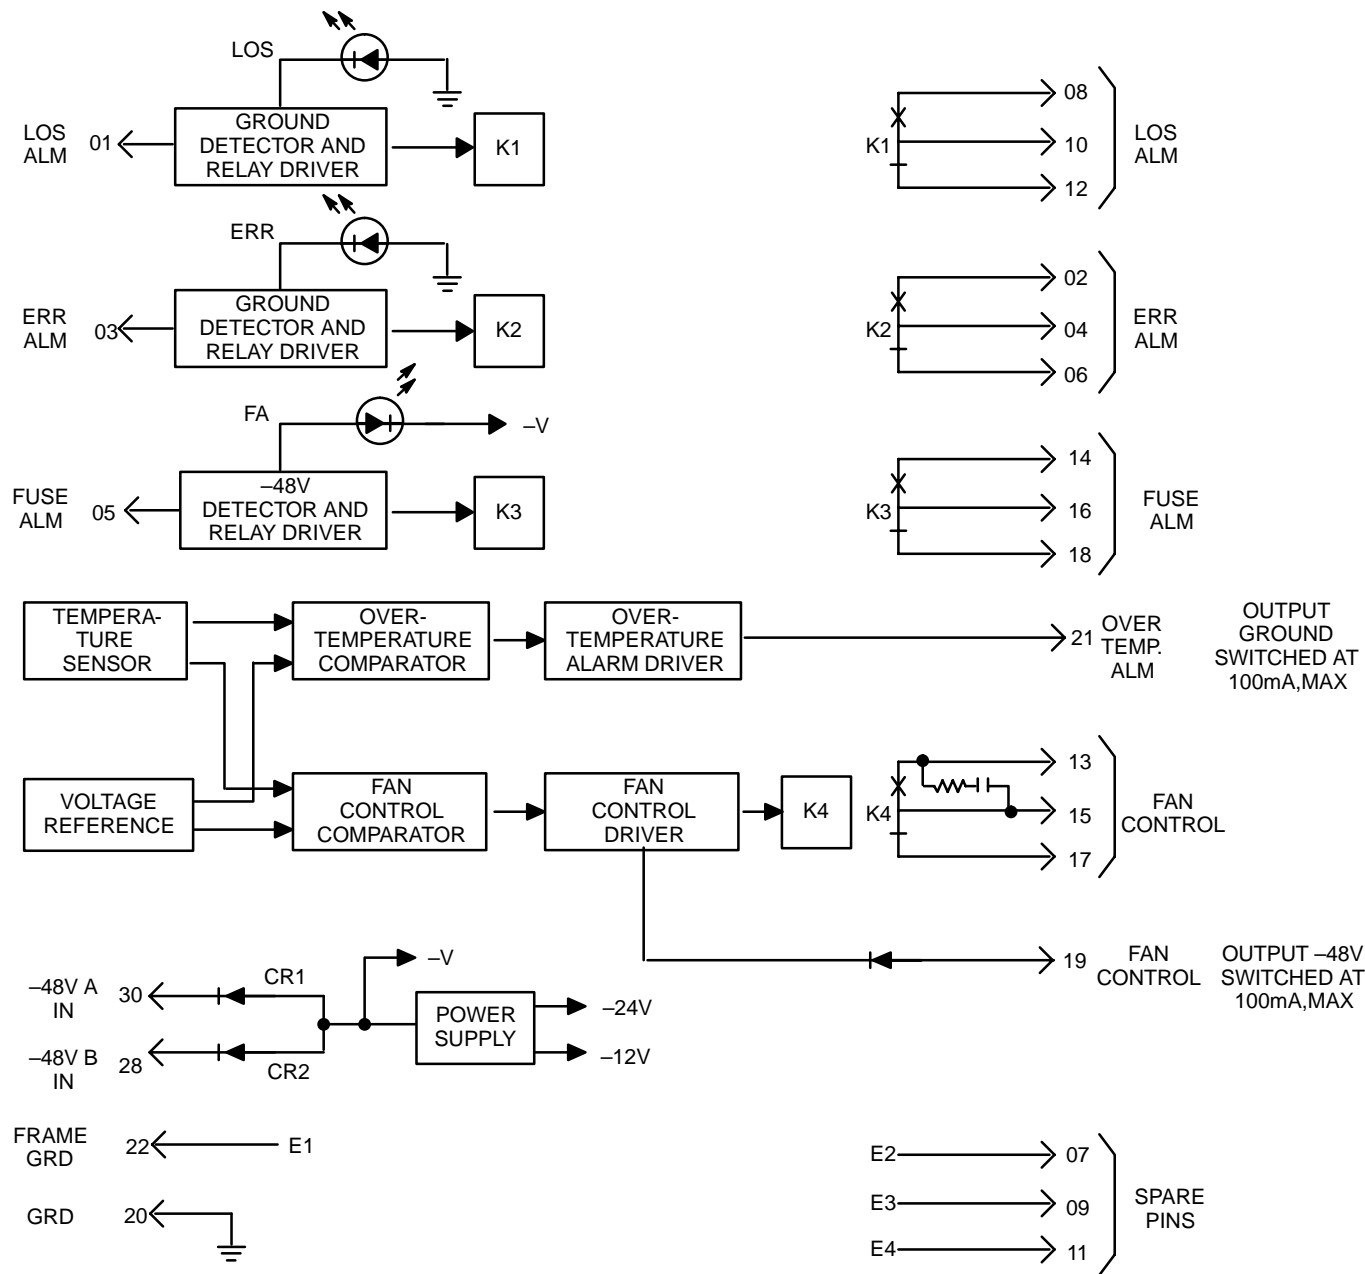 LOS
LOS
ALM
01
GROUND
DETECTOR AND
RELAY DRIVER
K1
K1
08
10
12
LOS
ALM
ERR
ERR
ALM
03
GROUND
DETECTOR AND
RELAY DRIVER
K2
K2
02
04
06
ERR
ALM
FA
–V
FUSE
ALM
05
–48V
DETECTOR AND
RELAY DRIVER
K3
K3
14
16
18
FUSE
ALM
TEMPERA-
TURE
SENSOR
OVER-
TEMPERATURE
COMPARATOR
OVER-
TEMPERATURE
ALARM DRIVER
21
OVER
TEMP.
ALM
OUTPUT
GROUND
SWITCHED AT
100mA,MAX
VOLTAGE
REFERENCE
FAN
CONTROL
COMPARATOR
FAN
CONTROL
DRIVER
K4
K4
13
15
17
FAN
CONTROL
19
FAN
CONTROL
OUTPUT –48V
SWITCHED AT
100mA,MAX
–48V A
IN
30
CR1
–V
POWER
SUPPLY
–24V
–12V
–48V B
IN
28
CR2
FRAME
GRD
22
E1
GRD
20
E2
07
E3
09
E4
11
SPARE
PINS